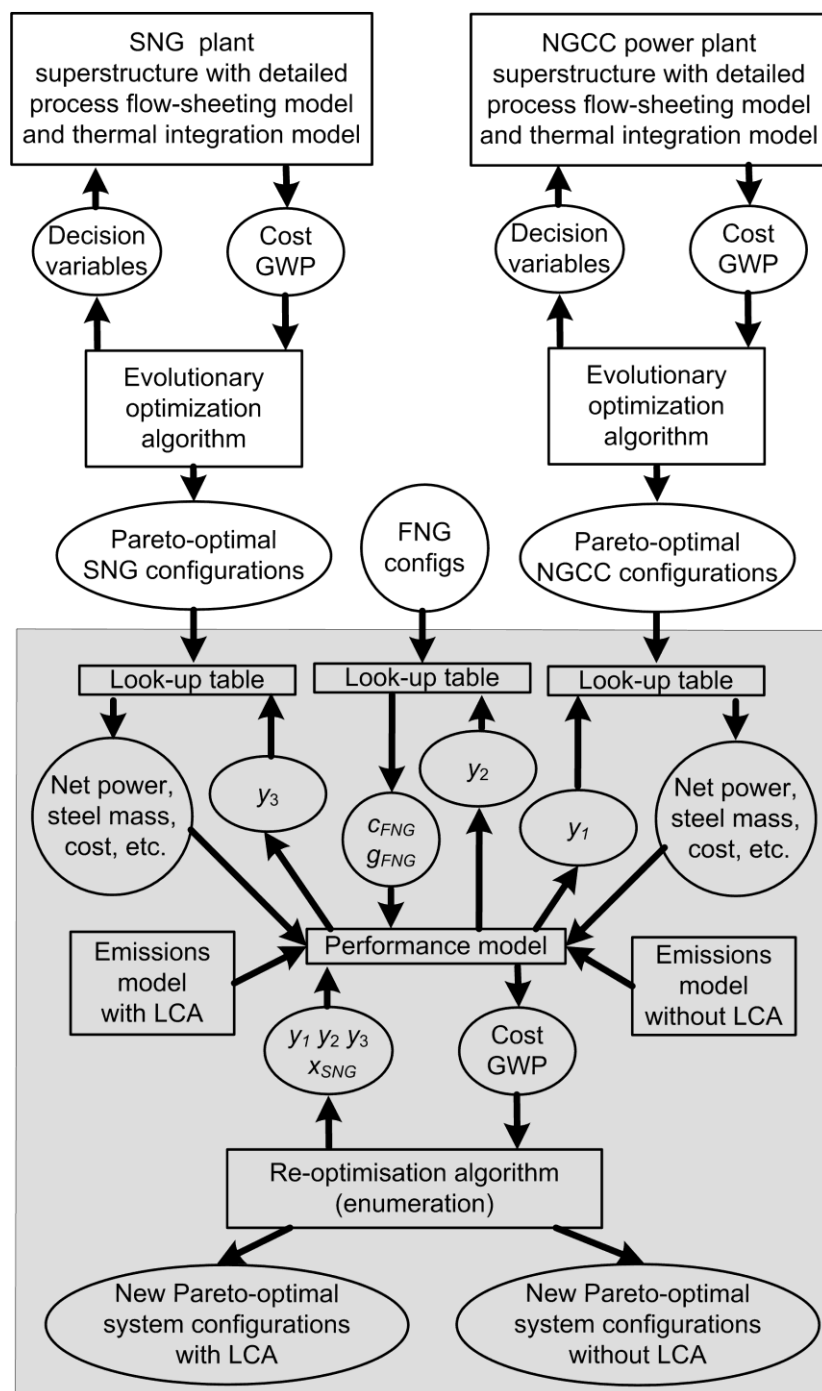 SNG plant
superstructure with detailed
process flow-sheeting model
and thermal integration model
NGCC power plant
superstructure with detailed
process flow-sheeting model
and thermal integration model
Decision
variables
Cost
GWP
Decision
variables
Cost
GWP
Evolutionary
optimization
algorithm
Evolutionary
optimization
algorithm
Pareto-optimal
SNG configurations
FNG
configs
Pareto-optimal
NGCC configurations
Look-up table
Look-up table
Look-up table
Net power,
steel mass,
cost, etc.
y3
cFNG
gFNG
y2
y1
Net power,
steel mass,
cost, etc.
Emissions
model
with LCA
Performance model
Emissions
model
without LCA
y1 y2 y3
xSNG
Cost
GWP
Re-optimisation algorithm
(enumeration)
New Pareto-optimal
system configurations
with LCA
New Pareto-optimal
system configurations
without LCA